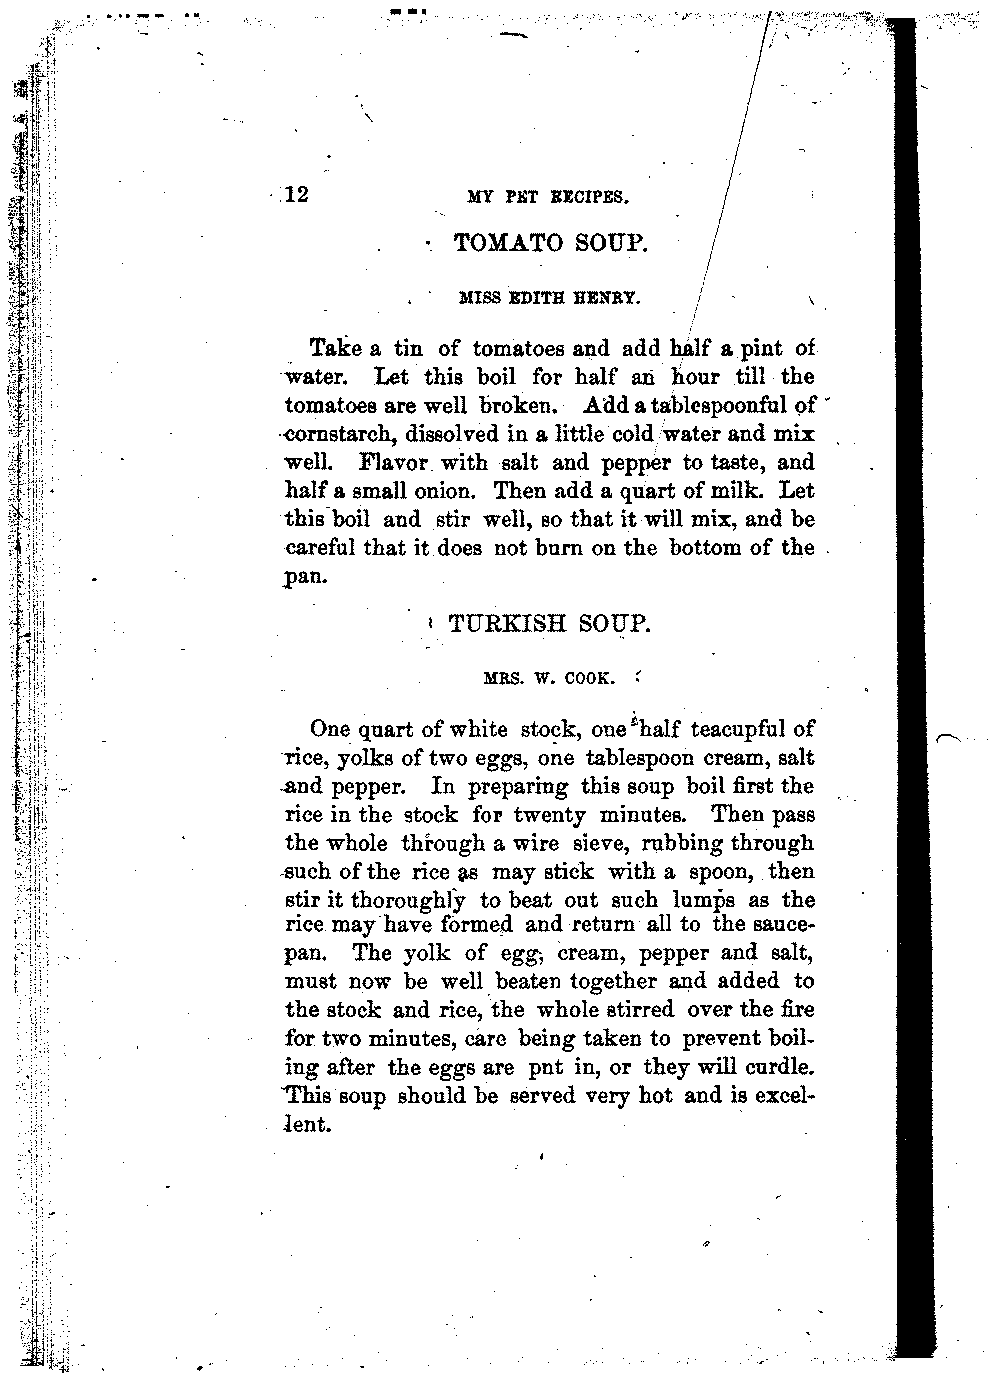 12 MY PET RECIPES.
TOMATO SOUP.
MISS EDITH HENRY.
Take a tin of tomatoes and add half a pint of
water. Let this boil for half an hour till the
tomatoes are well broken. Add a tablespoonful of
cornstarch, dissolved in a little cold water and mix
well. Flavor with salt and pepper to taste, and
half a small onion. Then add a quart of milk. Let
this boil and stir well, so that it will mix, and be
careful that it does not burn on the bottom of the
pan.
TURKISH SOUP.
MRS. W. COOK.
One quart of white stock, one half teacupful of
rice, yolks of two eggs, one tablespoon cream, salt
and pepper. In preparing this soup boil first the
rice in the stock for twenty minutes. Then pass
the whole through a wire sieve, rubbing through
such of the rice as may stick with a spoon, then
stir it thoroughly to beat out such lumps as the
rice may have formed and return all to the sauce-
pan. The yolk of egg, cream, pepper and salt,
must now be well beaten together and added to
the stock and rice, the whole stirred over the fire
for two minutes, care being taken to prevent boil-
ing after the eggs are pnt in, or they will curdle.
This soup should be served very hot and is excel-
lent.